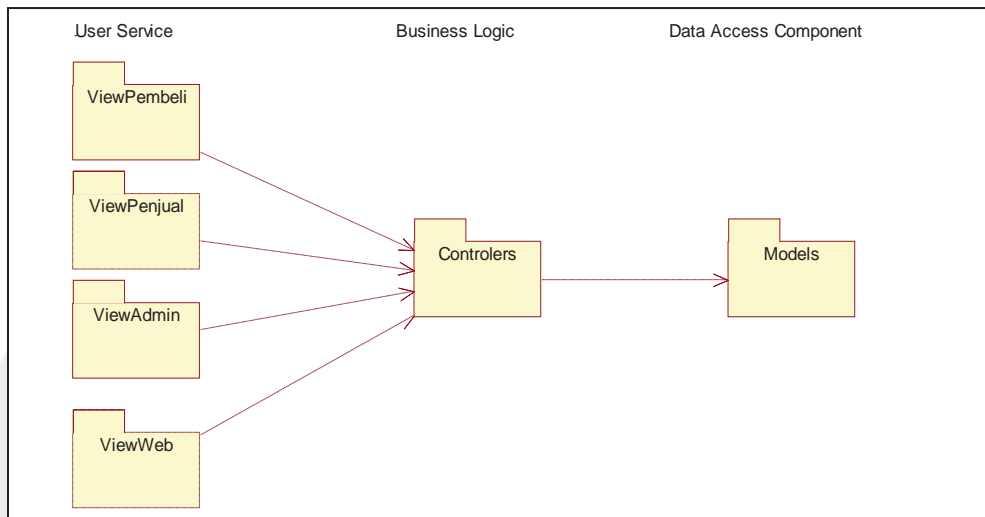 User Service
Business Logic
Data Access Component
ViewPembeli
ViewPenjual
Controlers
Models
ViewAdmin
ViewWeb